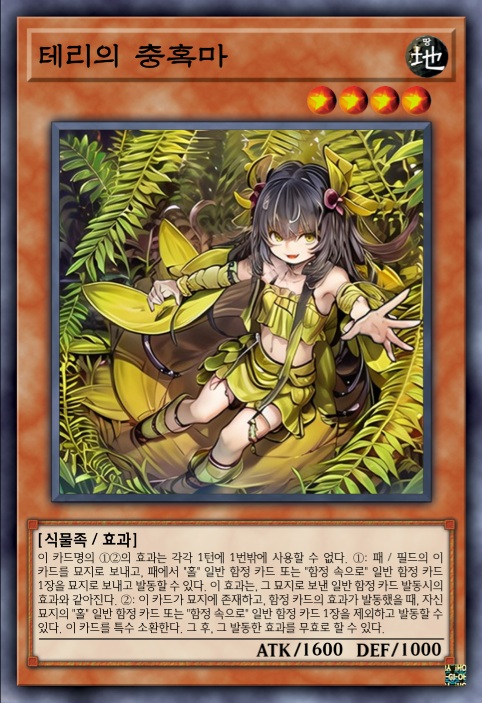 테리의 충혹마
땅
地
[식물족 / 효과]
이 카드명의 ①②의 효과는 각각 1턴에 1번밖에 사용할 수 없다. ①: 패 / 필드의 이
카드를 묘지로 보내고, 패에서 "홀" 일반 함정 카드 또는 "함정 속으로" 일반 함정 카드
1장을 묘지로 보내고 발동할 수 있다. 이 효과는, 그 묘지로 보낸 일반 함정 카드 발동시의
효과와 같아진다. ②: 이 카드가 묘지에 존재하고, 함정 카드의 효과가 발동했을 때, 자신
묘지의 "홀" 일반 함정 카드 또는 "함정 속으로" 일반 함정 카드 1장을 제외하고 발동할 수
있다. 이 카드를 특수 소환한다. 그 후, 그 발동한 효과를 무효로 할 수 있다.
ATK/1600 DEF/1000